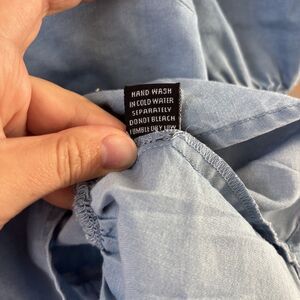 HAND WASH
IN COLD WATER
SEPARATELY
DO NOT BLEACH
TUMBLE DRY LOW